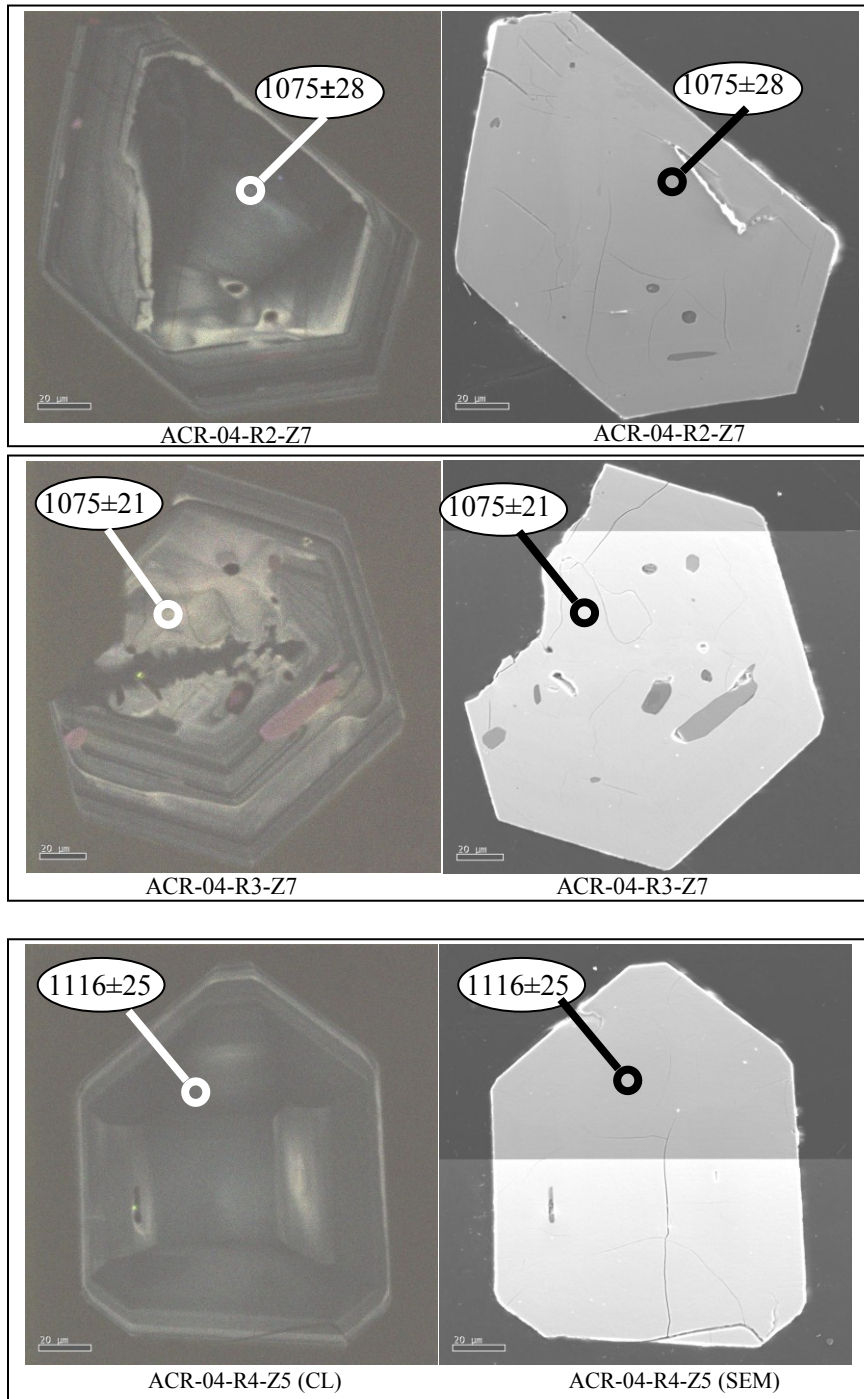 1075±28
1075±28
20 µm
20 µm
ACR-04-R2-Z7
ACR-04-R2-Z7
1075±21
1075±21
20 µm
20 µm
ACR-04-R3-Z7
ACR-04-R3-Z7
1116±25
1116±25
20 µm
20 µm
ACR-04-R4-Z5 (CL)
ACR-04-R4-Z5 (SEM)